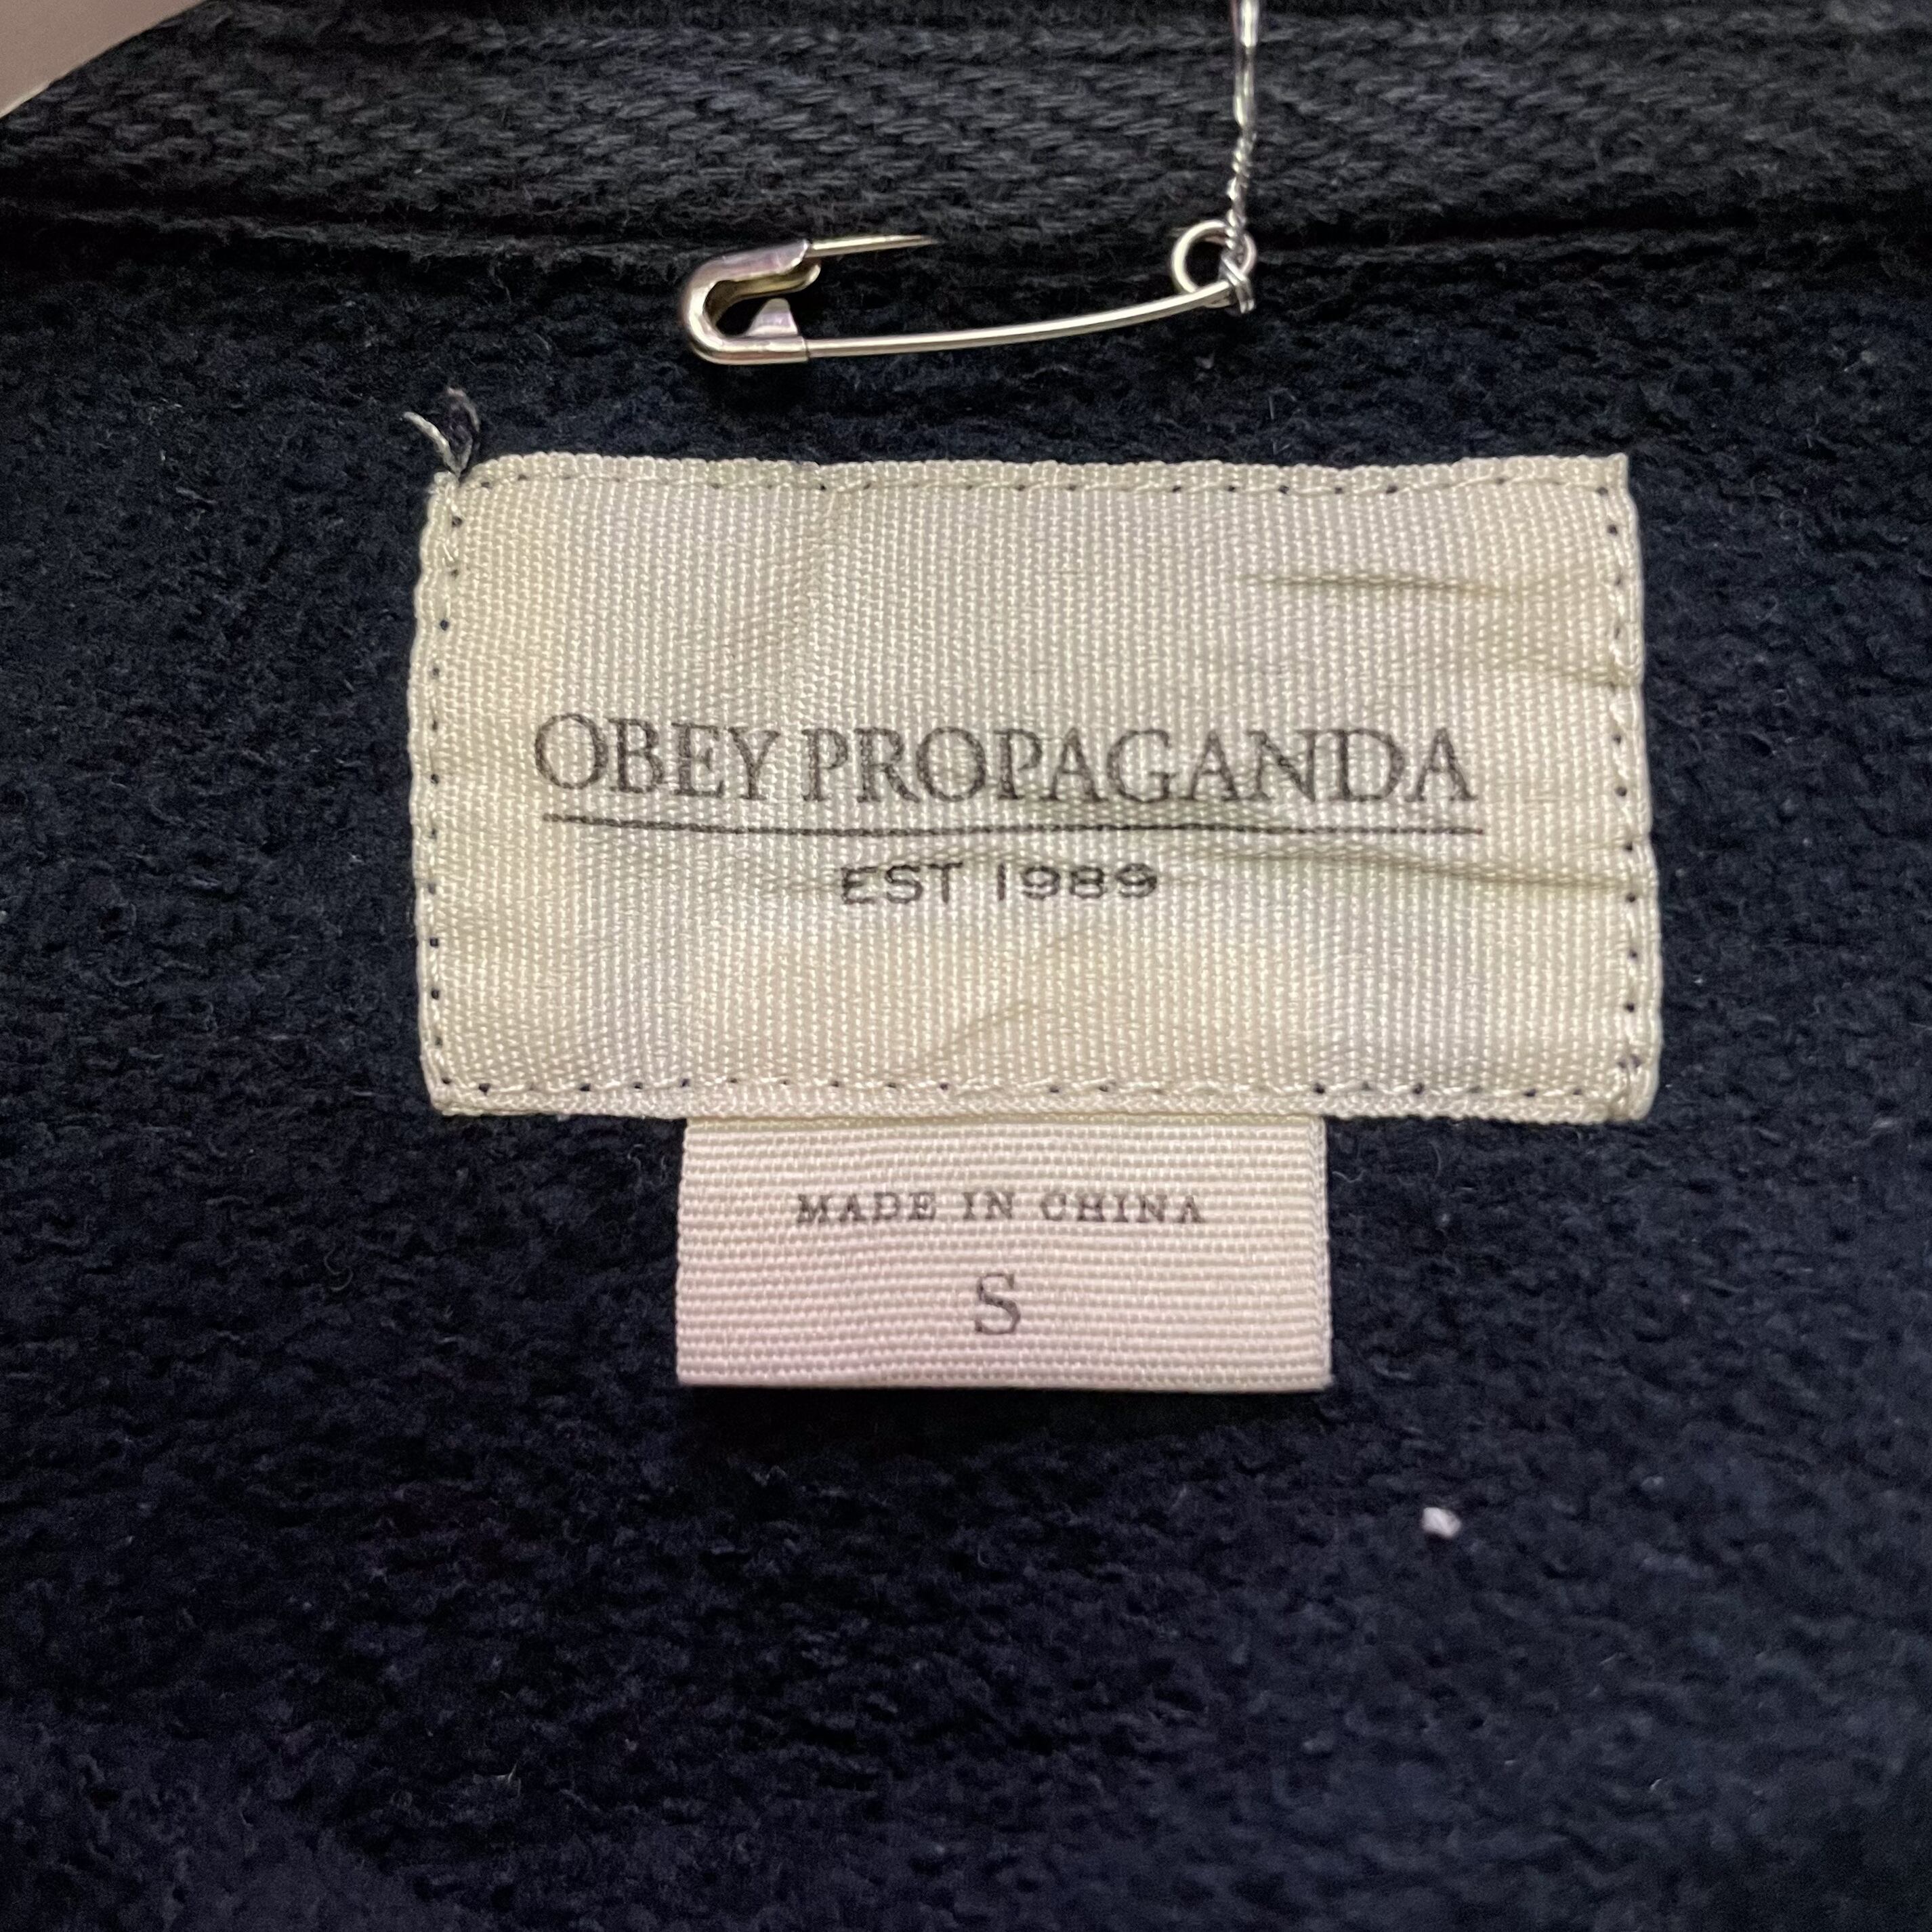 OBEY PROPAGANDA
EST 1989
MADE IN CHINA
S